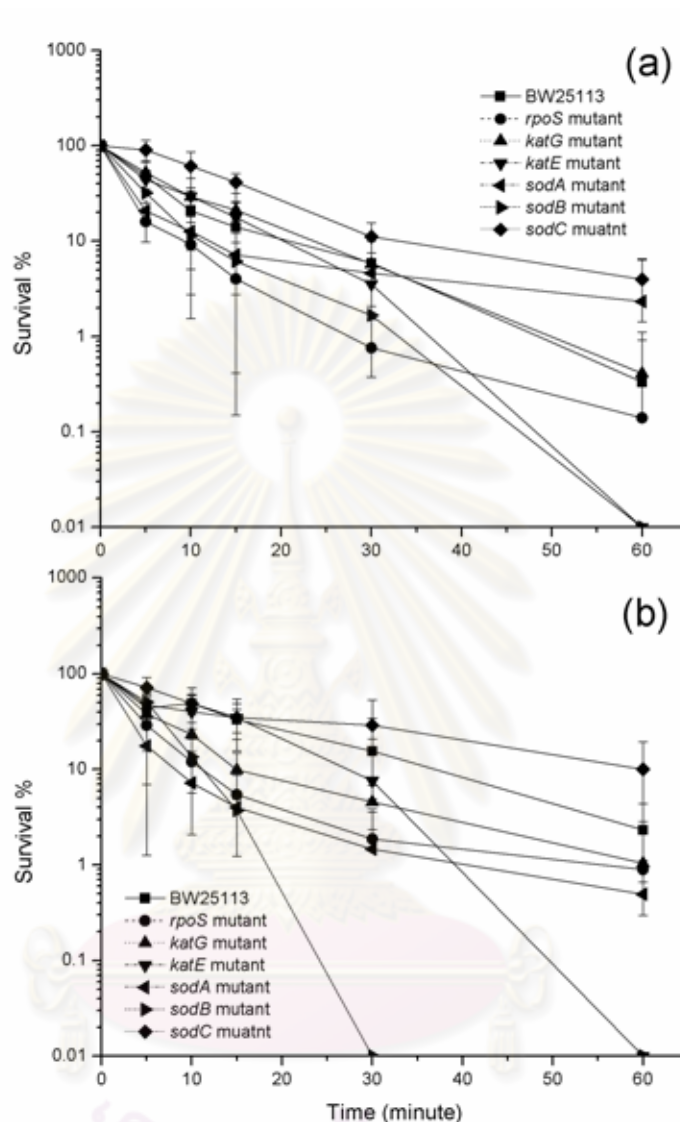 (a)
1000
100
10
1
0.1
0.01
Survival %
BW25113
rpoS mutant
katG mutant
katE mutant
sodA mutant
sodB mutant
sodC muatnt
0 10 20 30 40 50 60
(b)
1000
100
10
1
0.1
0.01
Survival %
BW25113
rpoS mutant
katG mutant
katE mutant
sodA mutant
sodB mutant
sodC muatnt
0 10 20 30 40 50 60
Time (minute)